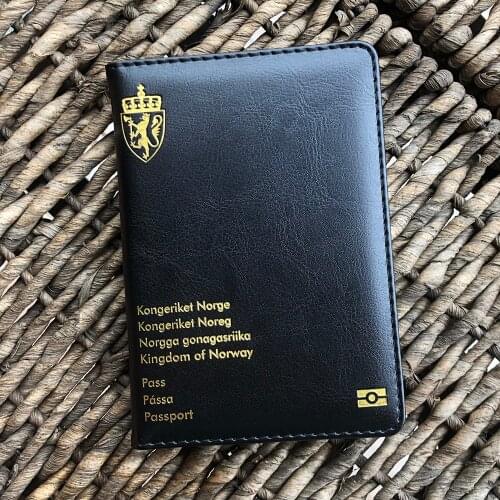 Kongeriket Norge
Kongeriket Noreg
Norgga gonagasriika
Kingdom of Norway
Pass
Pássa
Passport